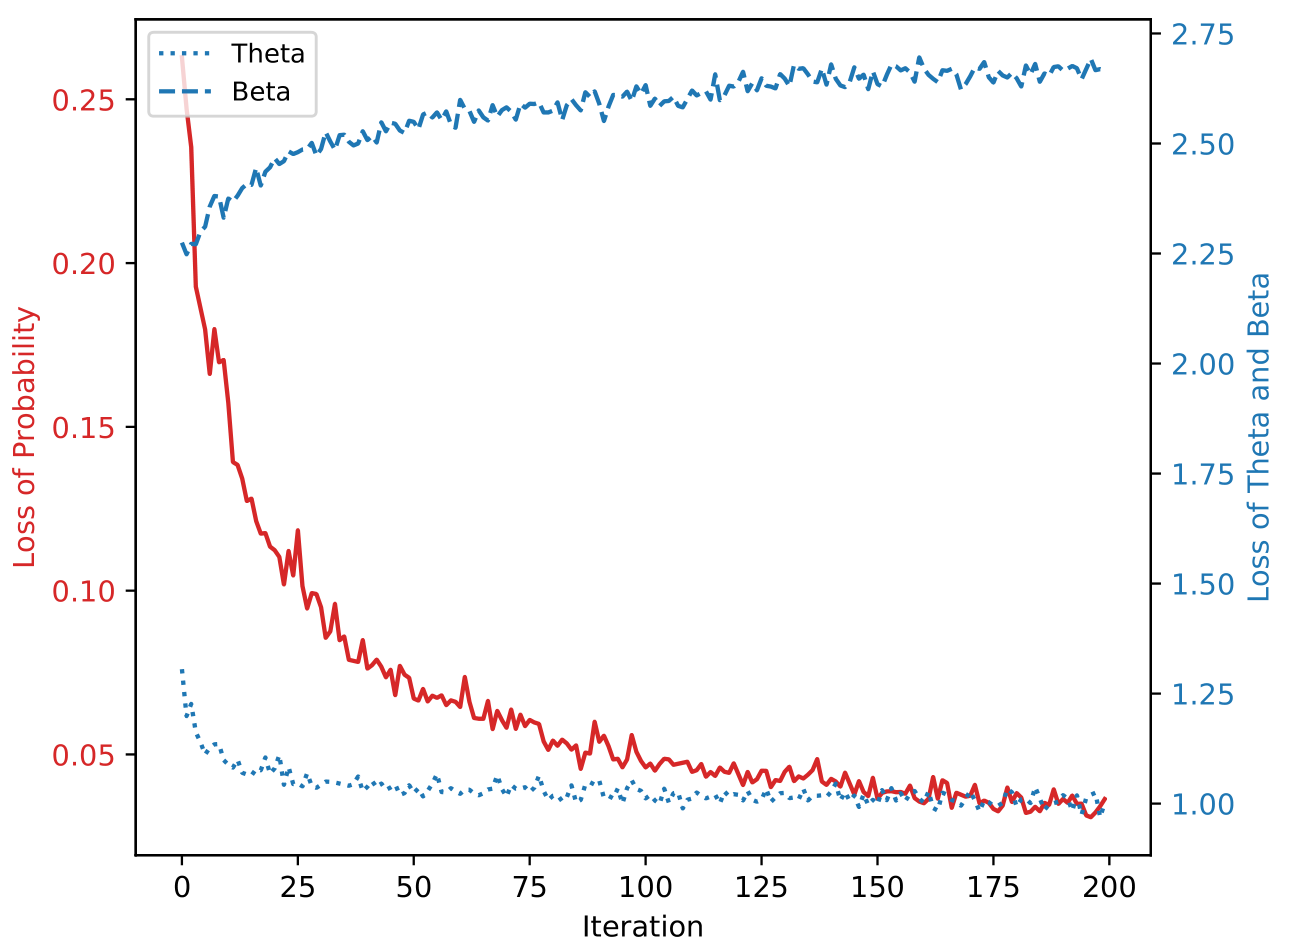 Theta
Beta
0.25
0.20
0.15
0.10
0.05
Loss of Probability
2.75
2.50
2.25
2.00
1.75
1.50
1.25
1.00
Loss of Theta and Beta
0 25 50 75 100 125 150 175 200
Iteration